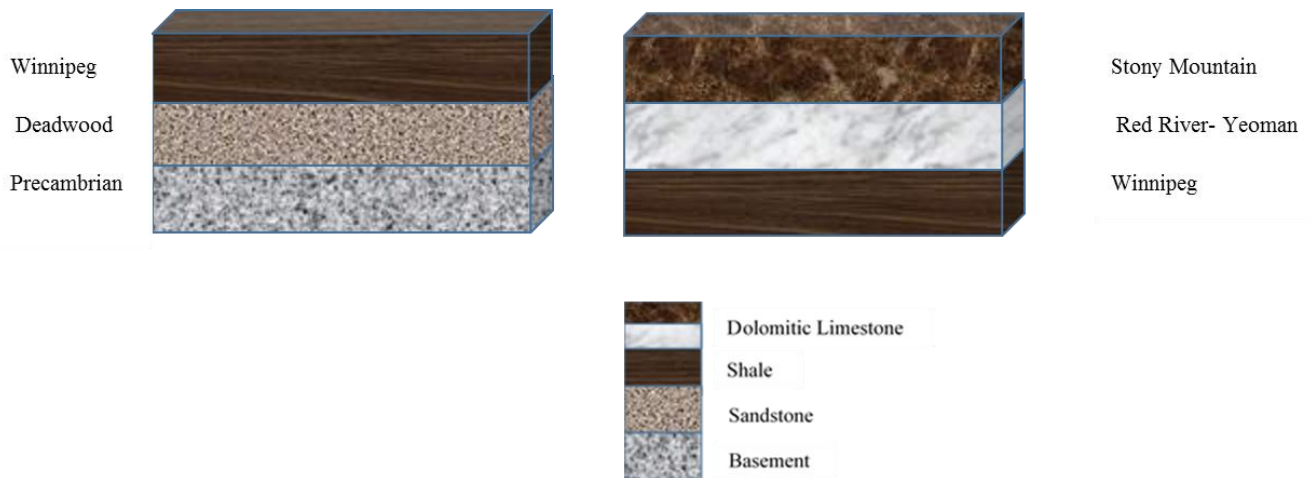 Winnipeg
Deadwood
Precambrian
Stony Mountain
Red River- Yeoman
Winnipeg
Dolomitic Limestone
Shale
Sandstone
Basement